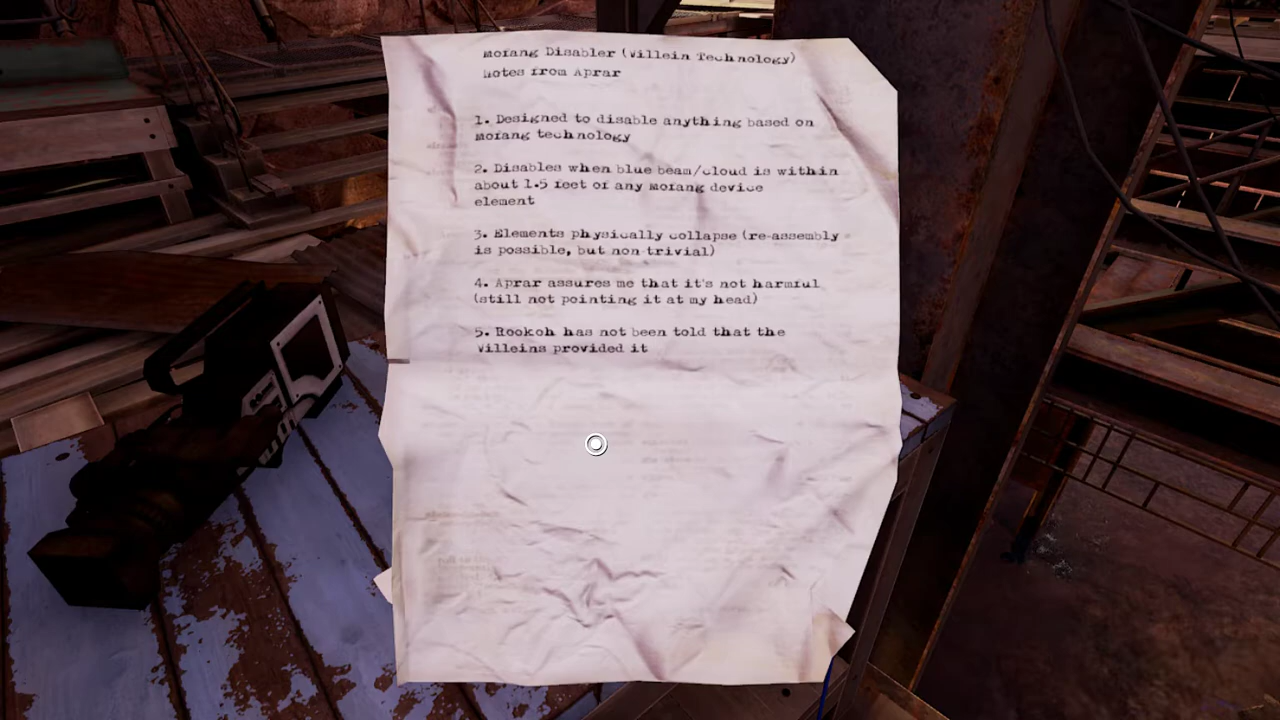 Mofang Disabler (Villein Technology)
Notes from Aprar
1. Designed to disable anything based on
Mofang technology
2. Disables when blue beam/cloud is within
about 1.5 feet of any Mofang device
element
3. Elements physically collapse (re-assembly
is possible, but non trivial)
4. Aprar assures me that it's not harmful
(still not pointing it at my head)
5. Rookoh has not been told that the
Villeins provided it